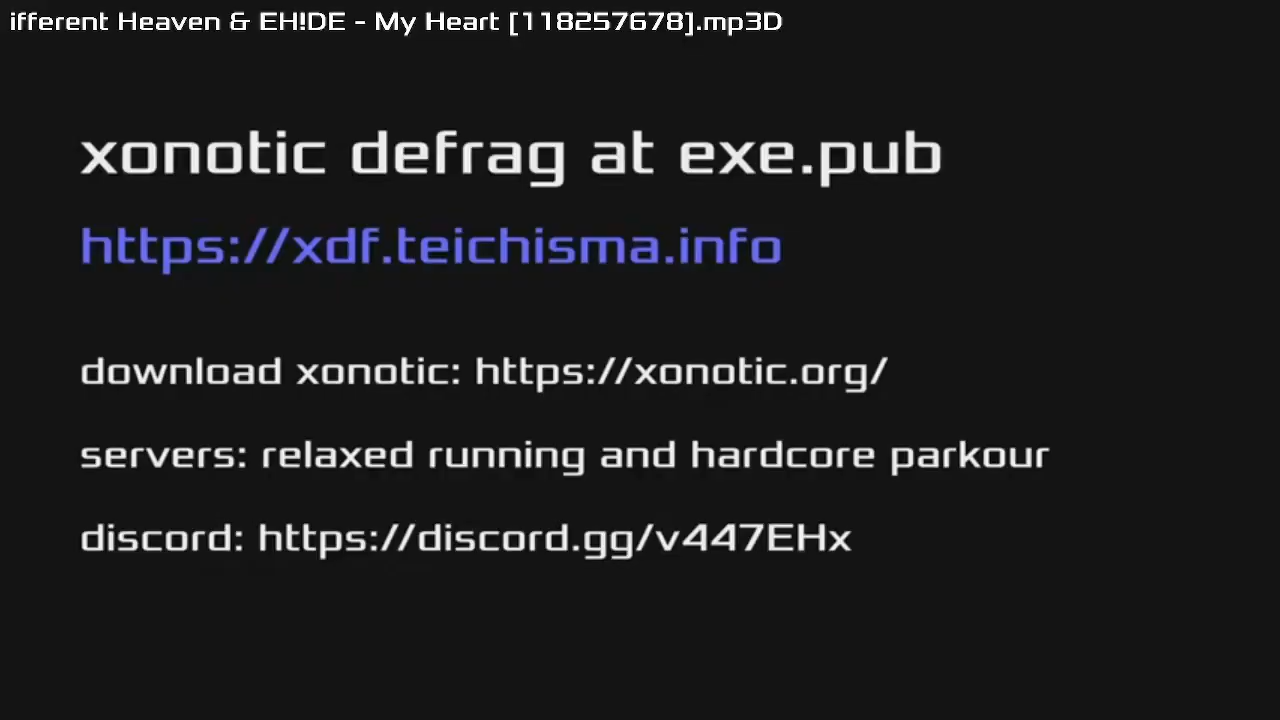 ifferent Heaven & EH!DE - My Heart [118257678].mp3D
xonotic defrag at exe.pub
https://xdf.teichisma.info
download xonotic: https://xonotic.org/
servers: relaxed running and hardcore parkour
discord: https://discord.gg/v447EHx